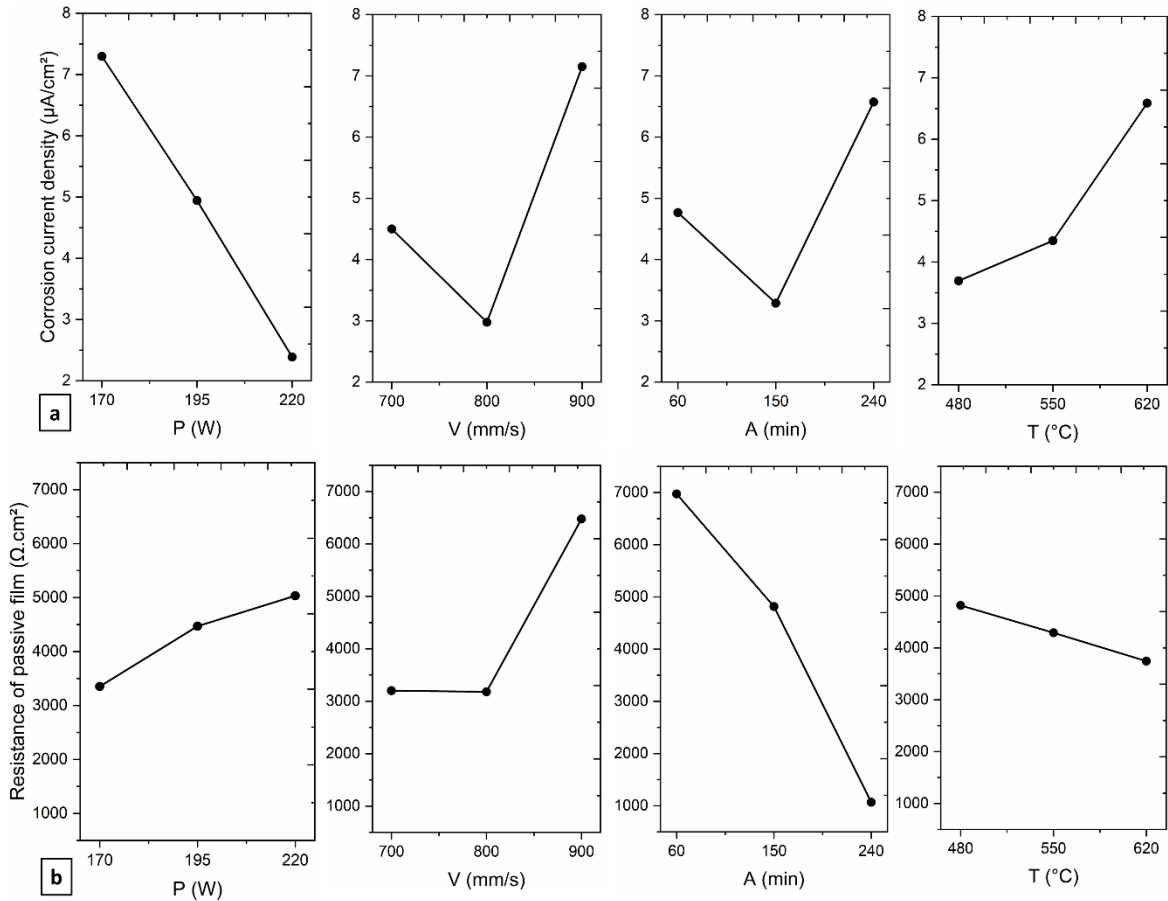 Corrosion current density (μA/cm²)
8
7
6
5
4
3
2
170 195 220
P (W)
8
7
6
5
4
3
2
700 800 900
V (mm/s)
8
7
6
5
4
3
2
60 150 240
A (min)
8
7
6
5
4
3
2
480 550 620
T (°C)
a
Resistance of passive film (Ω.cm²)
7000
6000
5000
4000
3000
2000
1000
170 195 220
P (W)
7000
6000
5000
4000
3000
2000
1000
700 800 900
V (mm/s)
7000
6000
5000
4000
3000
2000
1000
60 150 240
A (min)
7000
6000
5000
4000
3000
2000
1000
480 550 620
T (°C)
b